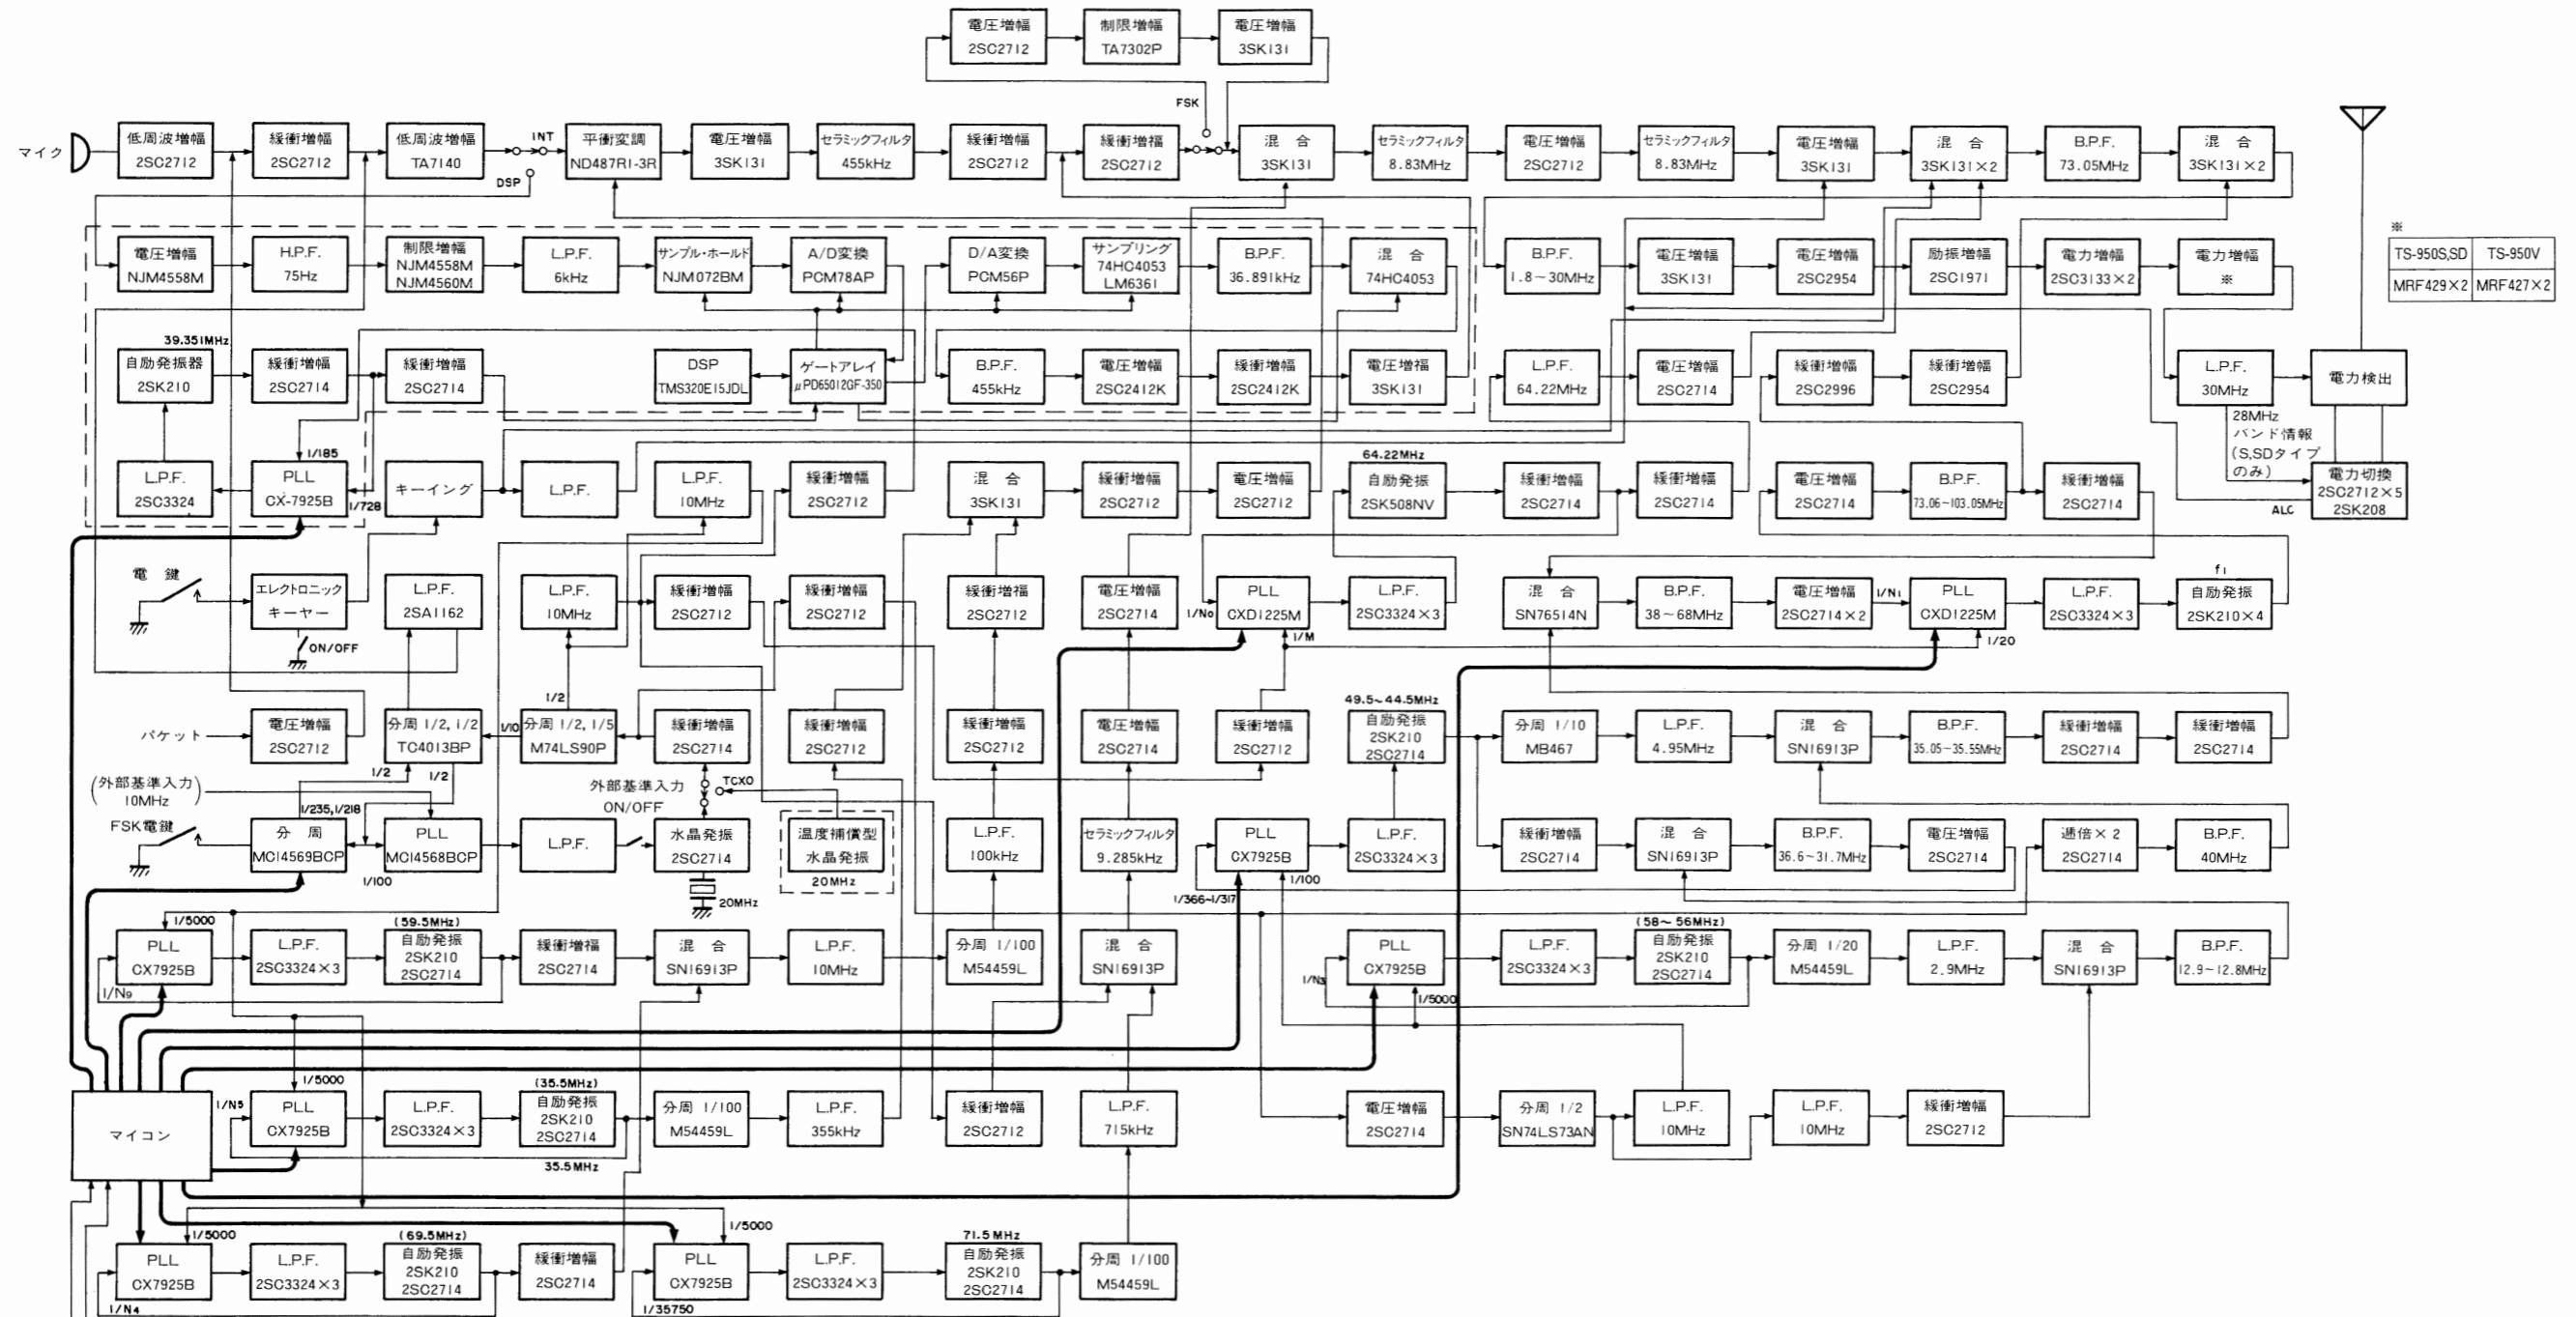 電圧増幅
2SC2712
制限増幅
TA7302P
電圧増幅
3SK131
FSK
マイク
低周波増幅
2SC2712
緩衝増幅
2SC2712
低周波増幅
TA7140
INT
DSP
平衝変調
ND487R1-3R
電圧増幅
3SK131
セラミックフィルタ
455kHz
緩衝増幅
2SC2712
緩衝増福
2SC2712
混 合
3SK131
セラミックフィルタ
8.83MHz
電圧増幅
2SC2712
セラミックフィルタ
8.83MHz
電圧増幅
3SK131
混 合
3SK131×2
B.P.F.
73.05MHz
混 合
3SK131×2
電圧増幅
NJM4558M
H.P.F.
75Hz
制限増幅
NJM4558M
NJM4560M
L.P.F.
6kHz
サンプル・ホールド
NJM072BM
A/D変換
PCM78AP
D/A変換
PCM56P
サンプリング
74HC4053
LM6361
B.P.F.
36.891kHz
混 合
74HC4053
B.P.F.
1.8~30MHz
電圧増幅
3SK131
電圧増幅
2SC2954
励振増幅
2SC1971
電力増幅
2SC3133×2
電力増幅
※
※
TS-950S,SD
TS-950V
MRF429×2
MRF427×2
39.351MHz
自励発振器
2SK210
緩衝増幅
2SC2714
緩衝増幅
2SC2714
DSP
TMS320E15JDL
ゲートアレイ
μPD65012GF-350
B.P.F.
455kHz
電圧増幅
2SC2412K
緩衝増幅
2SC2412K
電圧増福
3SK131
L.P.F.
64.22MHz
電圧増幅
2SC2714
緩衝増幅
2SC2996
緩衝増幅
2SC2954
L.P.F.
30MHz
電力検出
28MHz
バンド情報
(S,SDタイプ
のみ)
L.P.F.
2SC3324
1/185
PLL
CX-7925B
1/728
キーイング
L.P.F.
L.P.F.
10MHz
緩衝増幅
2SC2712
混 合
3SK131
緩衝増幅
2SC2712
電圧増幅
2SC2712
64.22MHz
自励発振
2SK508NV
緩衝増幅
2SC2714
緩衝増幅
2SC2714
電圧増幅
2SC2714
B.P.F.
73.06~103.05MHz
緩衝増幅
2SC2714
ALC
電力切換
2SC2712×5
2SK208
電 鍵
エレクトロニック
キーヤー
ON/OFF
L.P.F.
2SA1162
L.P.F.
10MHz
緩衝増幅
2SC2712
緩衝増幅
2SC2712
緩衝増福
2SC2712
電圧増幅
2SC2714
1/N0
PLL
CXD1225M
1/M
L.P.F.
2SC3324×3
混 合
SN76514N
B.P.F.
38~68MHz
電圧増幅
2SC2714×2
1/N1
PLL
CXD1225M
1/20
L.P.F.
2SC3324×3
f1
自励発振
2SK210×4
パケット
電圧増幅
2SC2712
分周 1/2, 1/2
TC4013BP
1/10
1/2
分周 1/2, 1/5
M74LS90P
緩衝増幅
2SC2714
緩衝増幅
2SC2712
緩衝増幅
2SC2712
電圧増幅
2SC2714
緩衝増幅
2SC2712
49.5~44.5MHz
自励発振
2SK210
2SC2714
分周 1/10
MB467
L.P.F.
4.95MHz
混 合
SN16913P
B.P.F.
35.05~35.55MHz
緩衝増幅
2SC2714
緩衝増幅
2SC2714
(外部基準入力)
10MHz
1/2
1/2
外部基準入力
ON/OFF
TCXO
FSK電鍵
1/235,1/218
分 周
MC14569BCP
1/100
PLL
MC14568BCP
L.P.F.
水晶発振
2SC2714
20MHz
温度補償型
水晶発振
20MHz
L.P.F.
100kHz
セラミックフィルタ
9.285kHz
PLL
CX7925B
1/100
1/366~1/317
L.P.F.
2SC3324×3
緩衝増幅
2SC2714
混 合
SN16913P
B.P.F.
36.6~31.7MHz
電圧増幅
2SC2714
逓倍×2
2SC2714
B.P.F.
40MHz
1/5000
PLL
CX7925B
1/N9
L.P.F.
2SC3324×3
(59.5MHz)
自励発振
2SK210
2SC2714
緩衝増福
2SC2714
混 合
SN16913P
L.P.F.
10MHz
分周 1/100
M54459L
混 合
SN16913P
PLL
CX7925B
1/N3
1/5000
L.P.F.
2SC3324×3
(58~56MHz)
自励発振
2SK210
2SC2714
分周 1/20
M54459L
L.P.F.
2.9MHz
混 合
SN16913P
B.P.F.
12.9~12.8MHz
マイコン
1/N5
1/5000
PLL
CX7925B
L.P.F.
2SC3324×3
(35.5MHz)
自励発振
2SK210
2SC2714
35.5MHz
分周 1/100
M54459L
L.P.F.
355kHz
緩衝増幅
2SC2712
L.P.F.
715kHz
電圧増幅
2SC2714
分周 1/2
SN74LS73AN
L.P.F.
10MHz
L.P.F.
10MHz
緩衝増幅
2SC2712
1/5000
PLL
CX7925B
1/N4
L.P.F.
2SC3324×3
(69.5MHz)
自励発振
2SK210
2SC2714
緩衝増幅
2SC2714
1/5000
PLL
CX7925B
1/35750
L.P.F.
2SC3324×3
71.5MHz
自励発振
2SK210
2SC2714
分周 1/100
M54459L